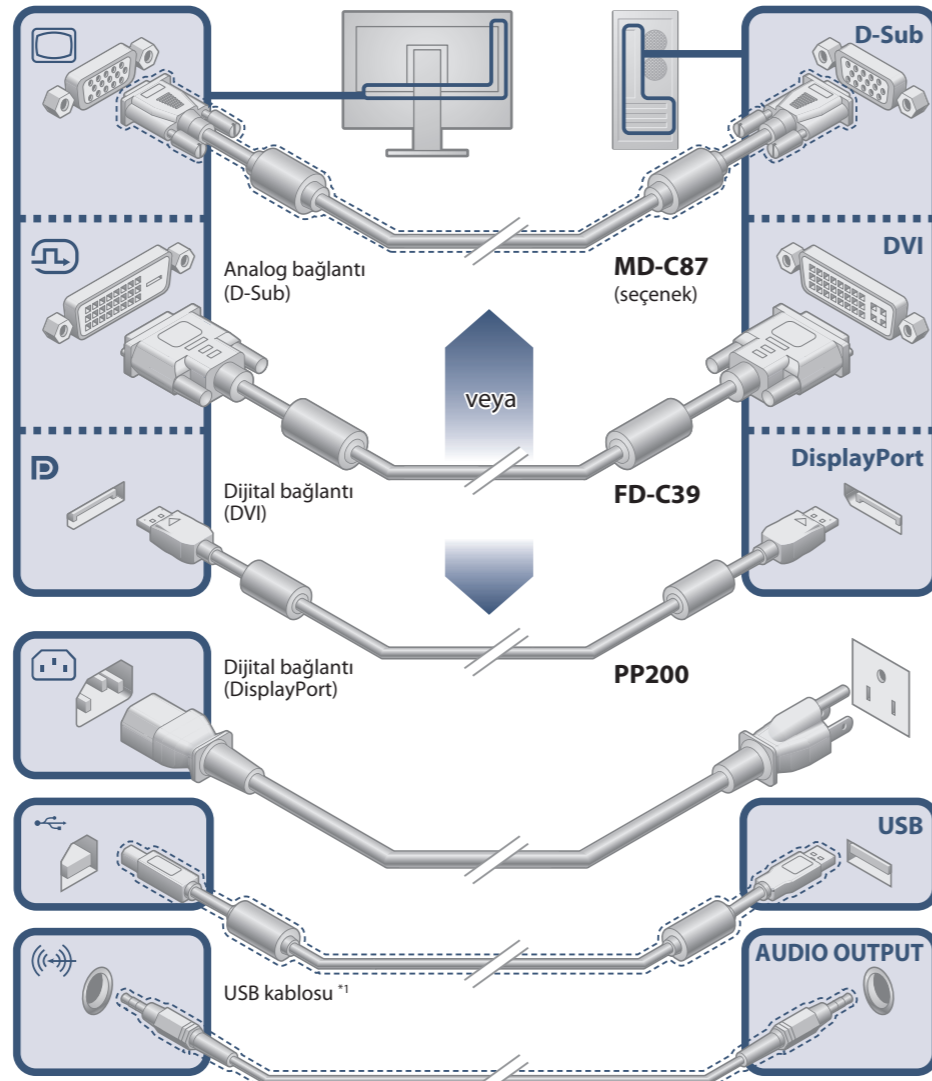 D-Sub
Analog bağlantı
(D-Sub)
MD-C87
(seçenek)
DVI
veya
Dijital bağlantı
(DVI)
FD-C39
DisplayPort
Dijital bağlantı
(DisplayPort)
PP200
USB
USB kablosu *1
AUDIO OUTPUT